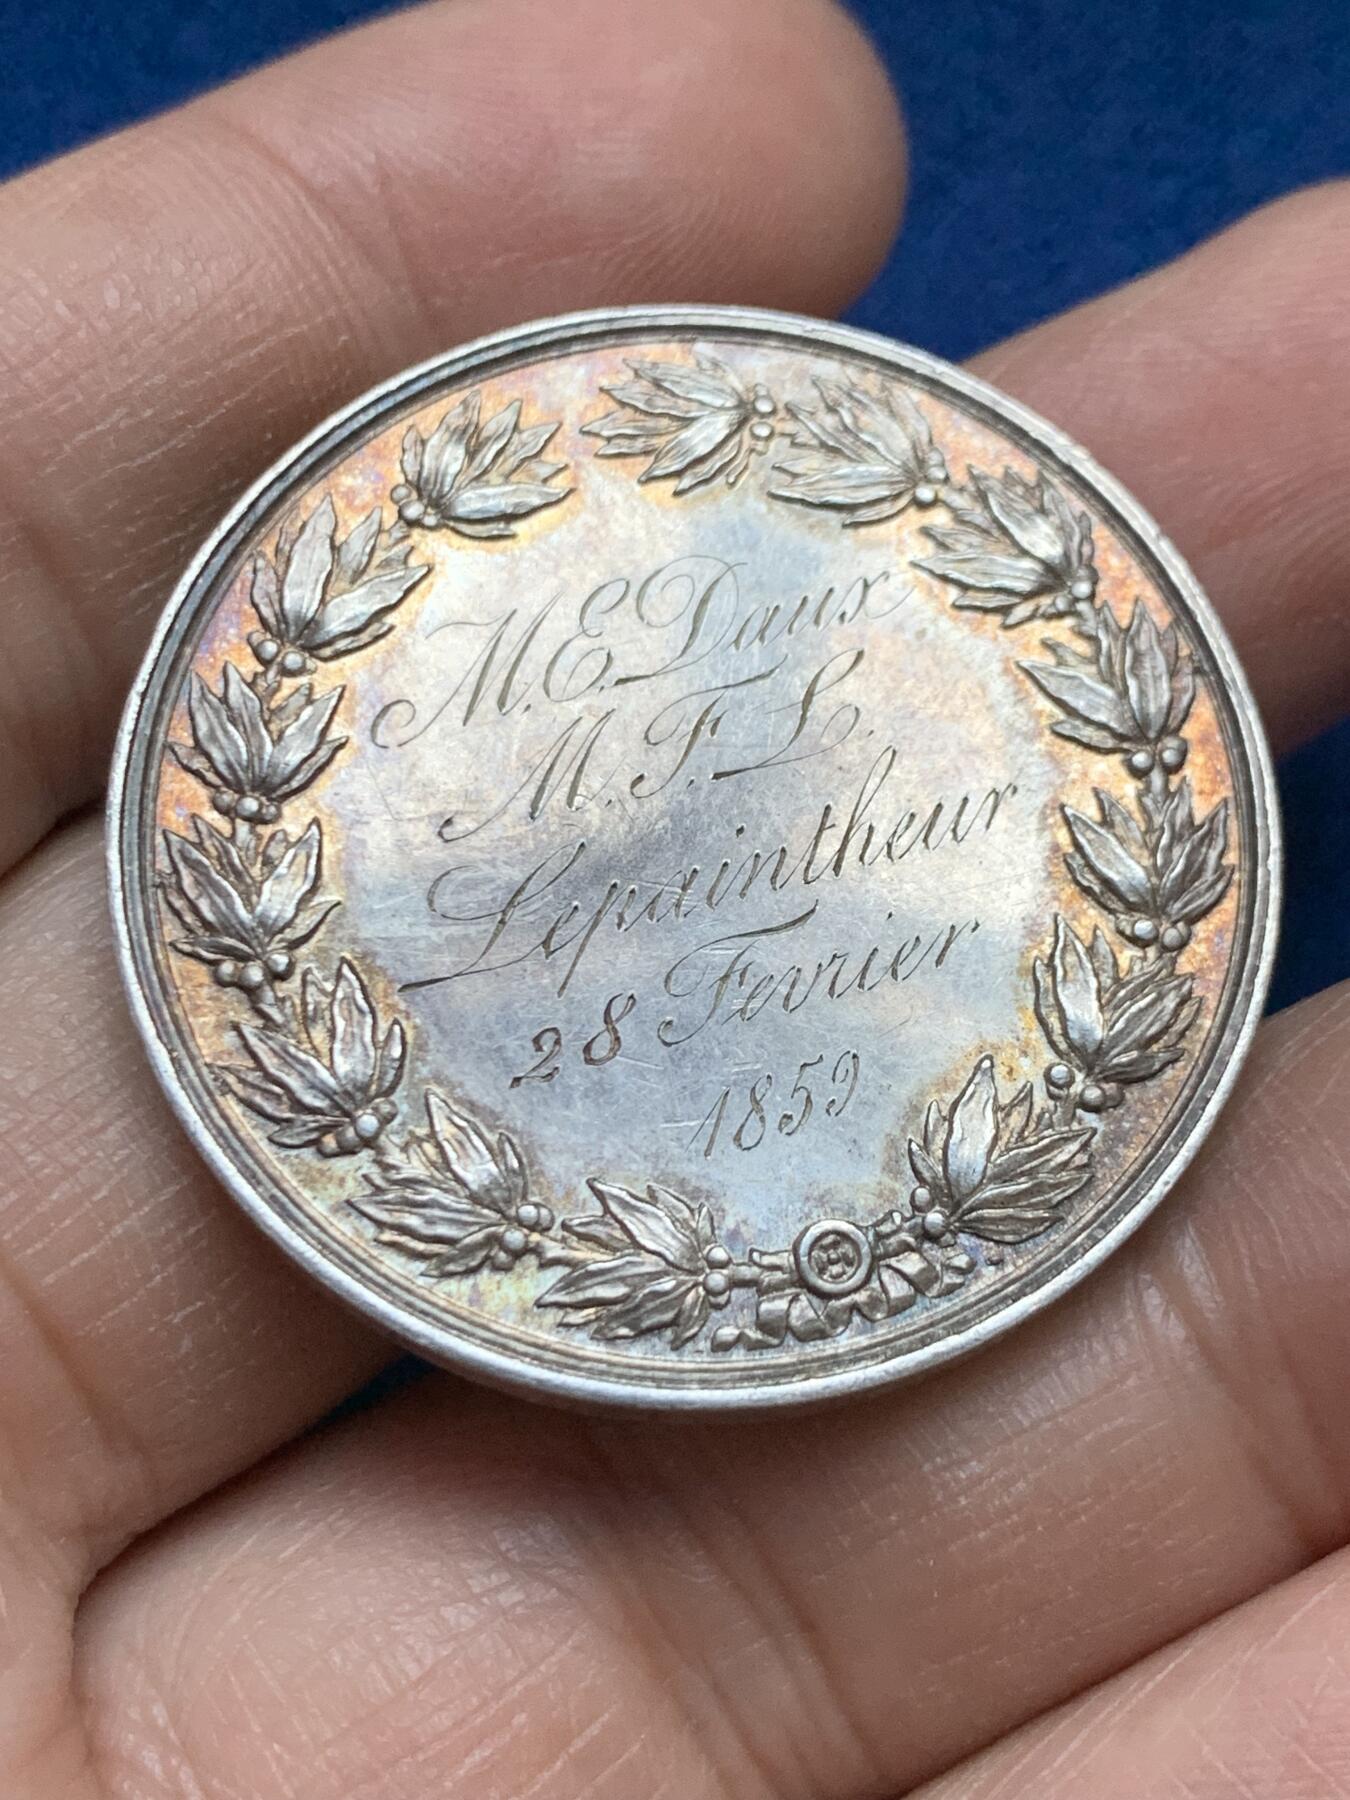 M. E. Daux
M. F. L.
Lepaintheur
28 Fevrier
1859